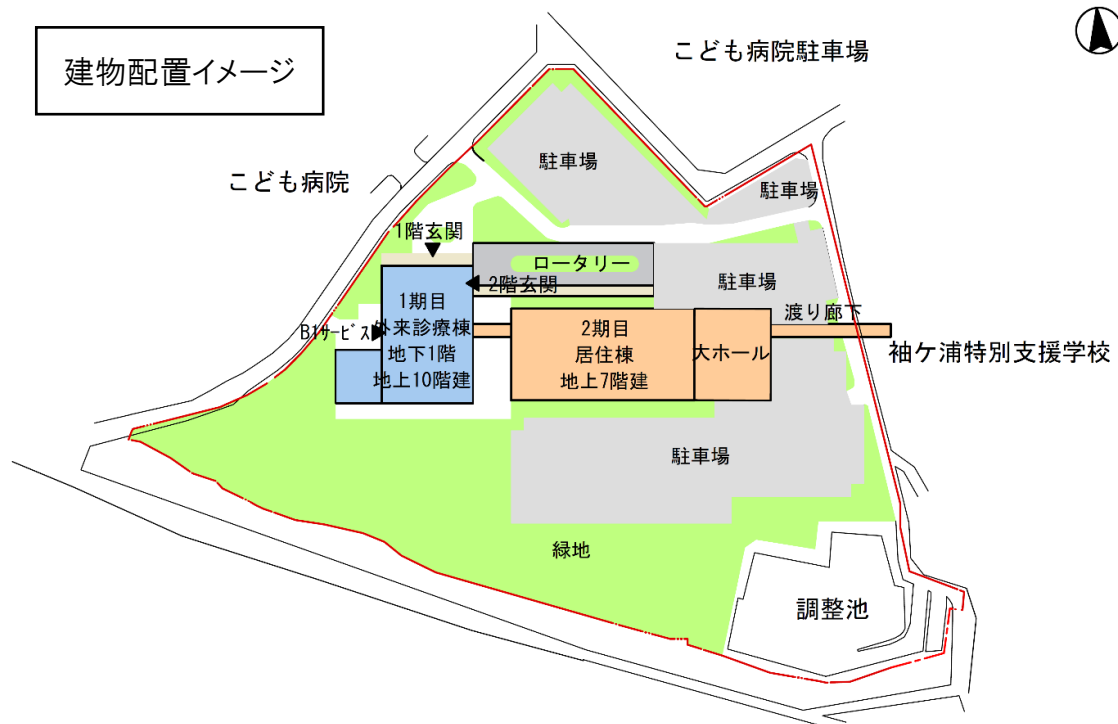 建物配置イメージ
こども病院駐車場
駐車場
駐車場
こども病院
1階玄関
ロータリー
2階玄関
駐車場
1期目
外来診療棟
地下1階
地上10階建
B1ｻｰﾋﾞｽ
2期目
居住棟
地上7階建
大ホール
渡り廊下
袖ケ浦特別支援学校
駐車場
緑地
調整池